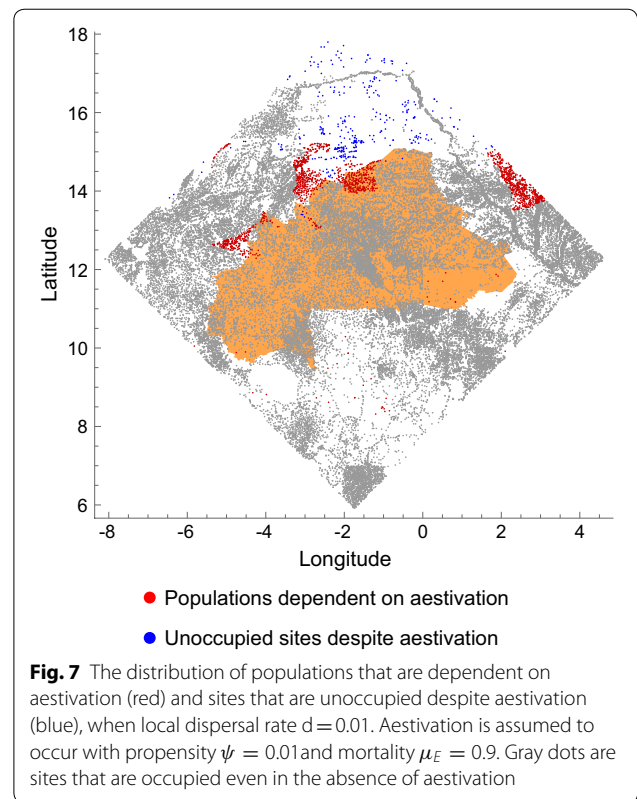 18
16
14
12
10
8
6
Latitude
-8 -6 -4 -2 0 2 4
Longitude
Populations dependent on aestivation
Unoccupied sites despite aestivation
Fig. 7 The distribution of populations that are dependent on
aestivation (red) and sites that are unoccupied despite aestivation
(blue), when local dispersal rate d = 0.01. Aestivation is assumed to
occur with propensity ψ = 0.01and mortality μ_E = 0.9. Gray dots are
sites that are occupied even in the absence of aestivation